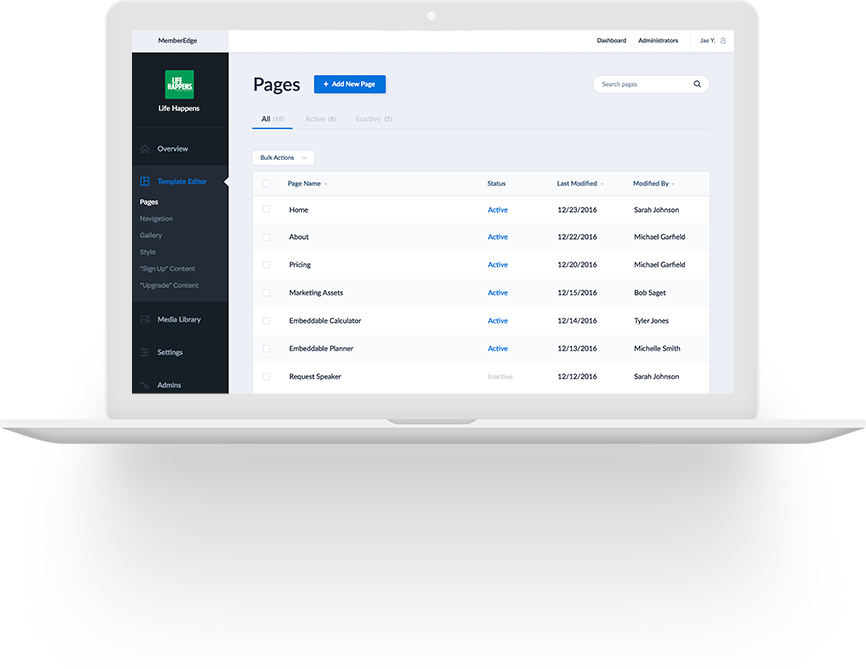 MemberEdge
Dashboard Administrators Jae Y.
LIFE
HAPPENS
Life Happens
Overview
Template Editor
Pages
Navigation
Gallery
Style
"Sign Up" Content
"Upgrade" Content
Media Library
Settings
Admins
Pages + Add New Page Search pages
All (10) Active (8) Inactive (2)
Bulk Actions
Page Name Status Last Modified Modified By
Home Active 12/23/2016 Sarah Johnson
About Active 12/22/2016 Michael Garfield
Pricing Active 12/20/2016 Michael Garfield
Marketing Assets Active 12/15/2016 Bob Saget
Embeddable Calculator Active 12/14/2016 Tyler Jones
Embeddable Planner Active 12/13/2016 Michelle Smith
Request Speaker Inactive 12/12/2016 Sarah Johnson